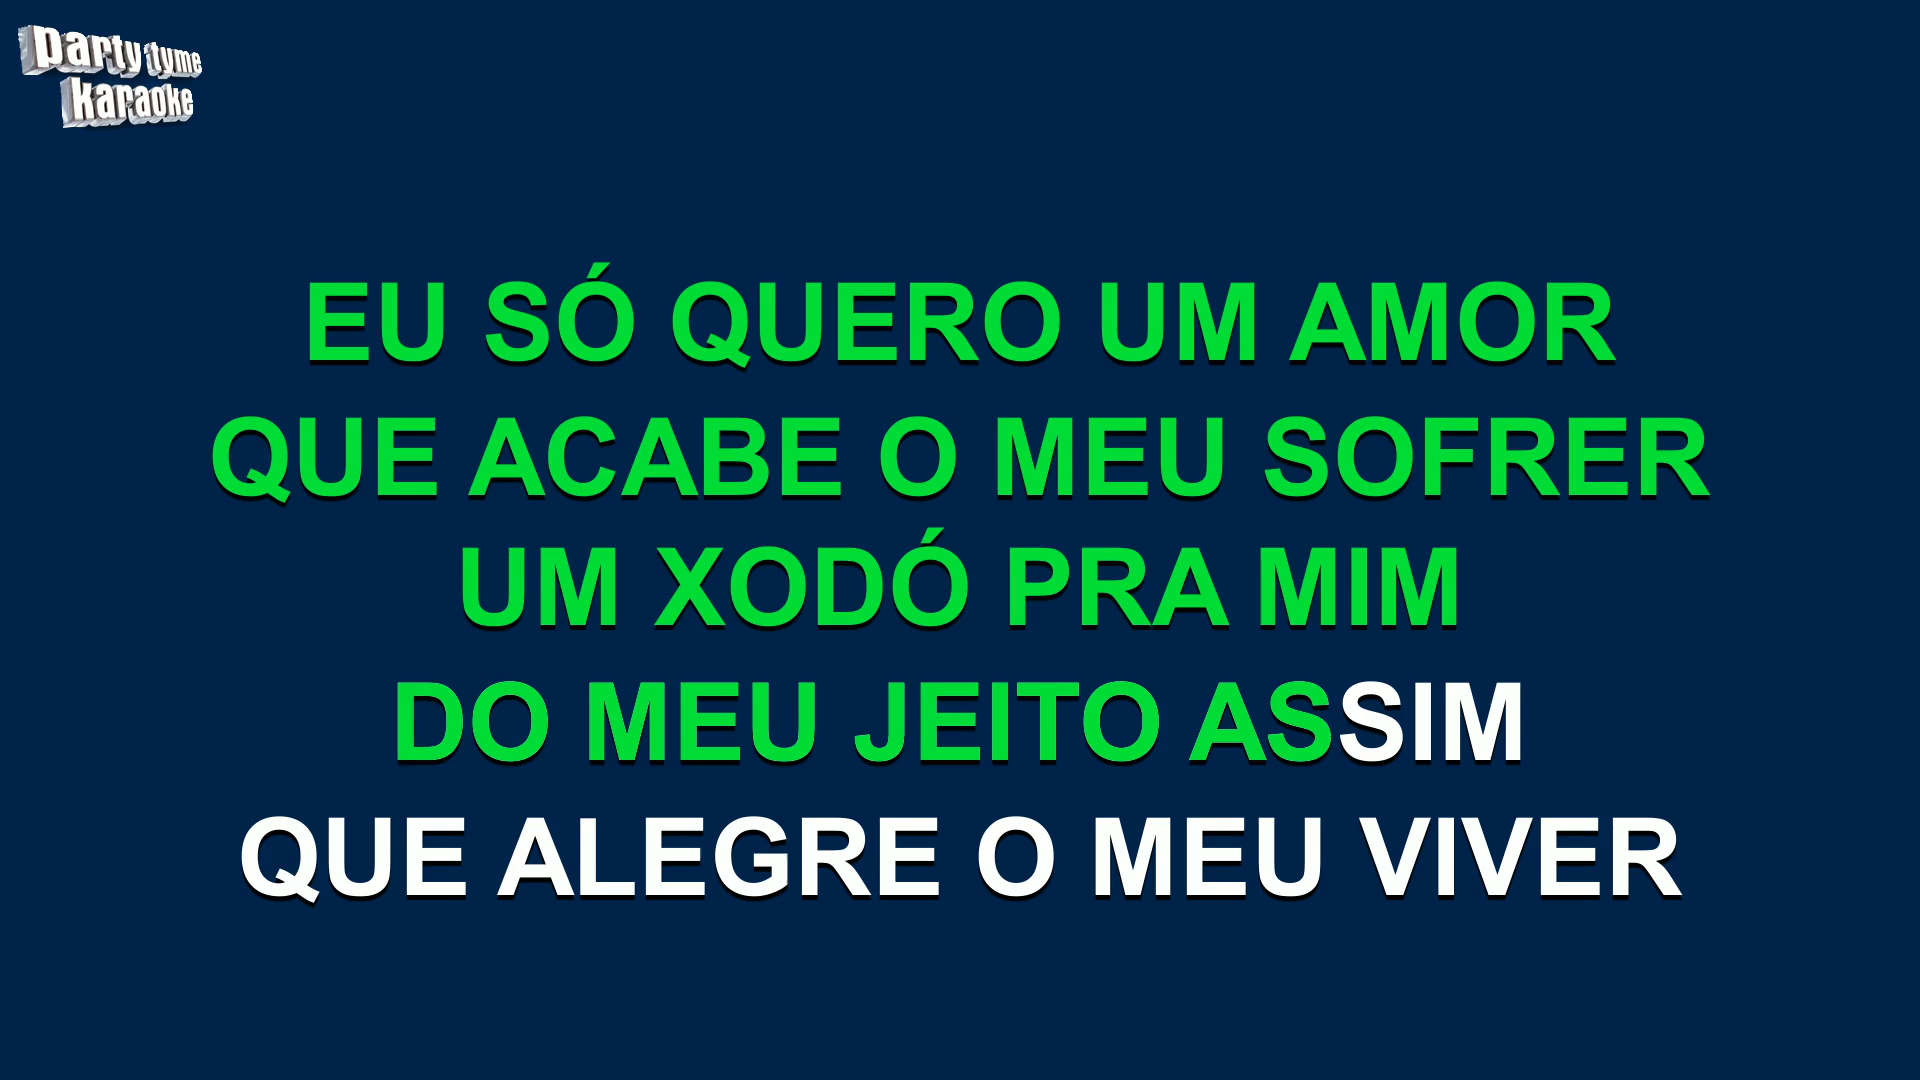 party tyme
karaoke
EU SÓ QUERO UM AMOR
QUE ACABE O MEU SOFRER
UM XODÓ PRA MIM
DO MEU JEITO ASSIM
QUE ALEGRE O MEU VIVER